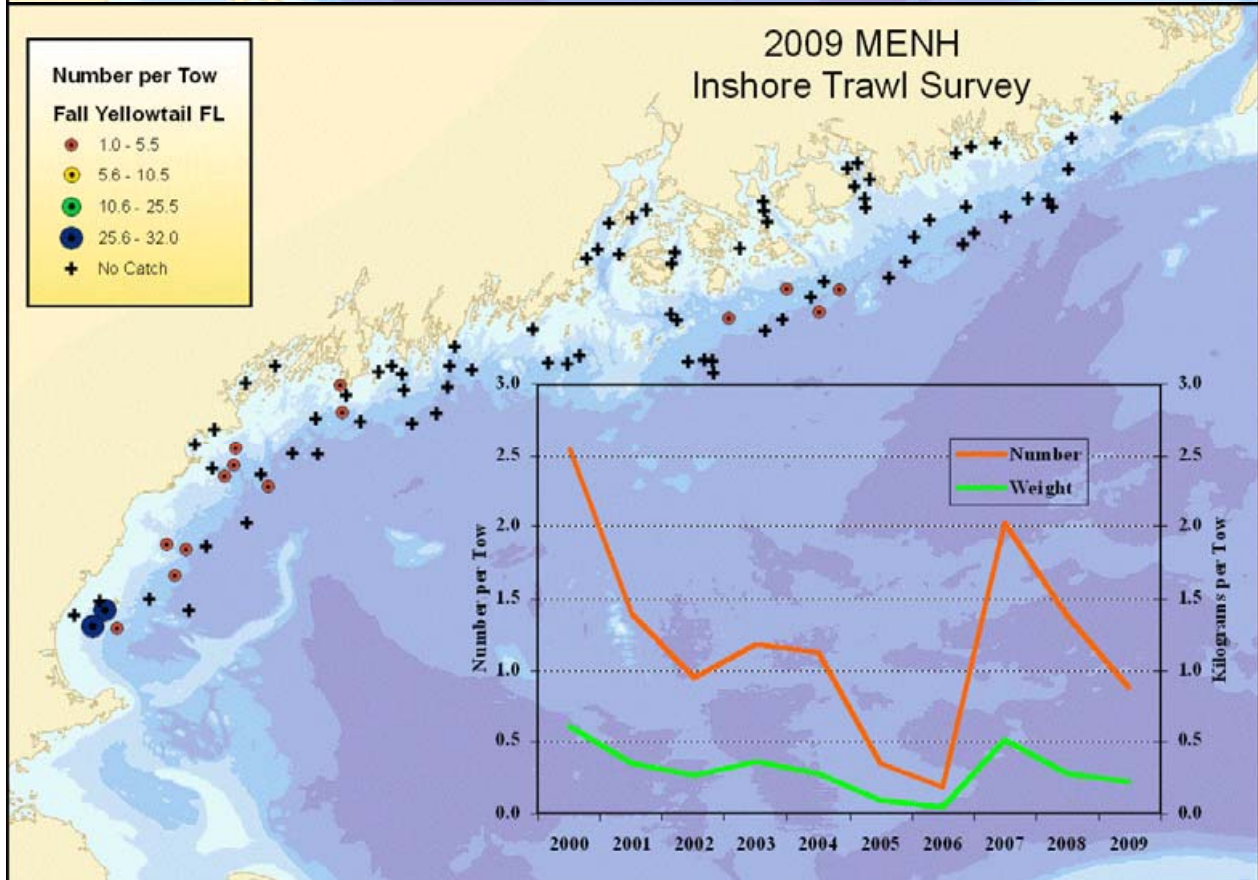 2009 MENH
Inshore Trawl Survey
Number per Tow
Fall Yellowtail FL
1.0 - 5.5
5.6 - 10.5
10.6 - 25.5
25.6 - 32.0
No Catch
Number per Tow
3.0
2.5
2.0
1.5
1.0
0.5
0.0
Number
Weight
3.0
2.5
2.0
1.5
1.0
0.5
0.0
Kilograms per Tow
2000 2001 2002 2003 2004 2005 2006 2007 2008 2009